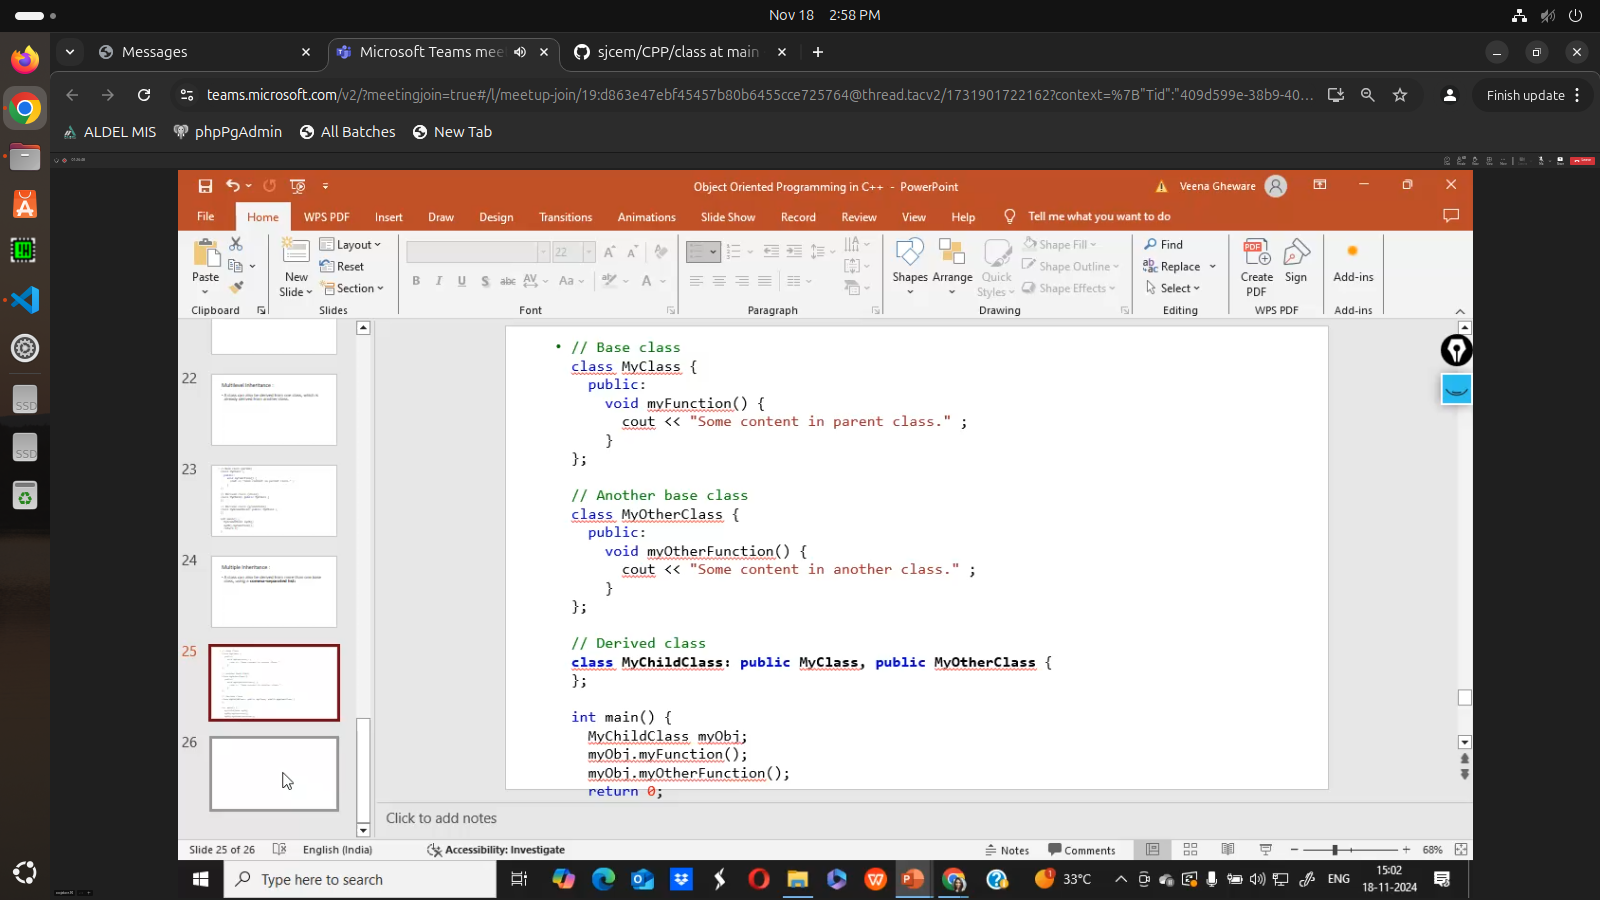 Nov 18 2:58 PM
Messages
Microsoft Teams mee
sjcem/CPP/class at main
teams.microsoft.com/v2/?meetingjoin=true#/l/meetup-join/19:d863e47ebf45457b80b6455cce725764@thread.tacv2/1731901722162?context=%7B"Tid":"409d599e-38b9-40...
Finish update
ALDEL MIS
phpPgAdmin
All Batches
New Tab
Object Oriented Programming in C++ - PowerPoint
Veena Gheware
File Home WPS PDF Insert Draw Design Transitions Animations Slide Show Record Review View Help Tell me what you want to do
Paste
Clipboard
New Slide
Layout
Reset
Section
Slides
22
B I U S abc AV Aa A
Font
Paragraph
Shapes
Arrange
Quick Styles
Shape Fill
Shape Outline
Shape Effects
Drawing
Find
Replace
Select
Editing
Create PDF
Sign
WPS PDF
Add-ins
Add-ins
22
Multilevel Inheritance :
23
24
Multiple Inheritance :
25
26
• // Base class
class MyClass {
public:
void myFunction() {
cout << "Some content in parent class." ;
}
};
// Another base class
class MyOtherClass {
public:
void myOtherFunction() {
cout << "Some content in another class." ;
}
};
// Derived class
class MyChildClass: public MyClass, public MyOtherClass {
};
int main() {
MyChildClass myObj;
myObj.myFunction();
myObj.myOtherFunction();
return 0;
Click to add notes
Slide 25 of 26
English (India)
Accessibility: Investigate
Notes
Comments
68%
Type here to search
33°C
ENG
15:02
18-11-2024
SSD
SSD